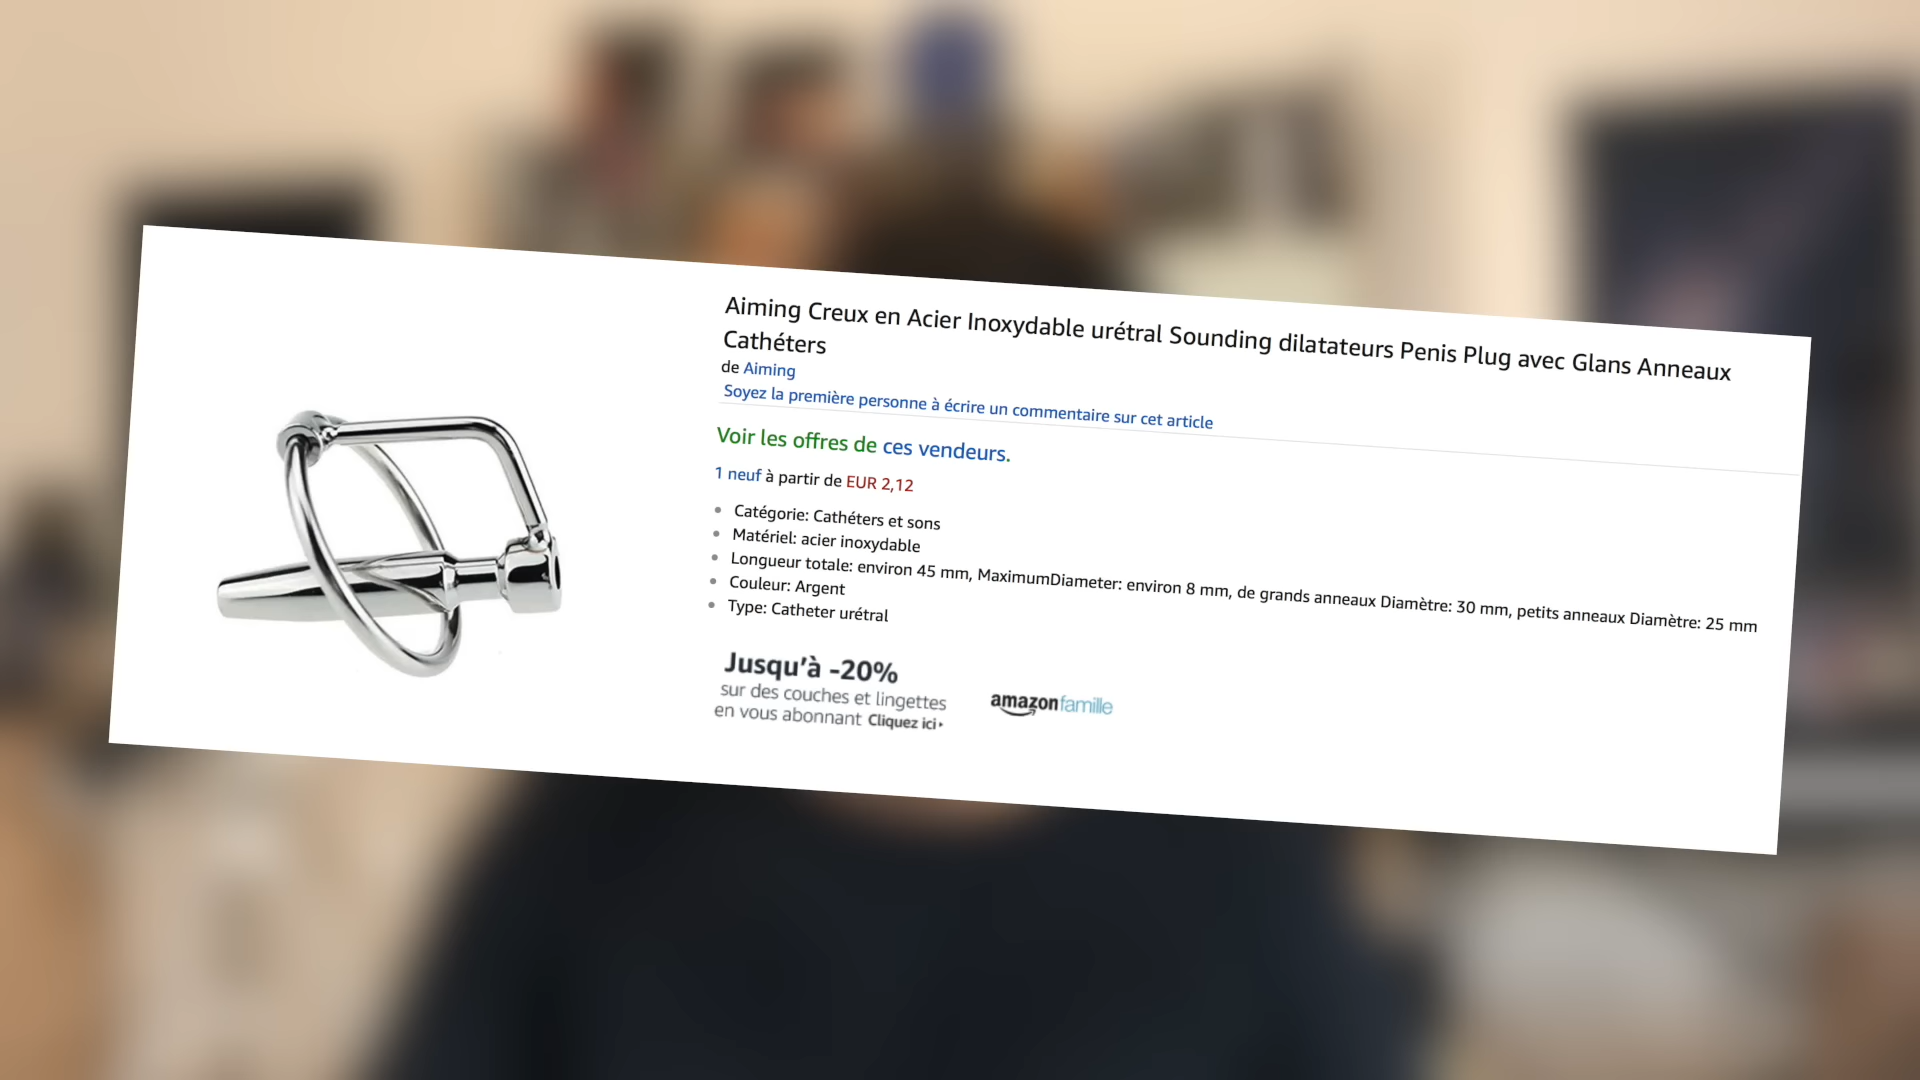 Aiming Creux en Acier Inoxydable urétral Sounding dilatateurs Penis Plug avec Glans Anneaux
Cathéters
de Aiming
Soyez la première personne à écrire un commentaire sur cet article
Voir les offres de ces vendeurs.
1 neuf à partir de EUR 2,12
Catégorie: Cathéters et sons
Matériel: acier inoxydable
Longueur totale: environ 45 mm, MaximumDiameter: environ 8 mm, de grands anneaux Diamètre: 30 mm, petits anneaux Diamètre: 25 mm
Couleur: Argent
Type: Catheter urétral
Jusqu'à -20%
sur des couches et lingettes
en vous abonnant Cliquez ici
amazonfamille